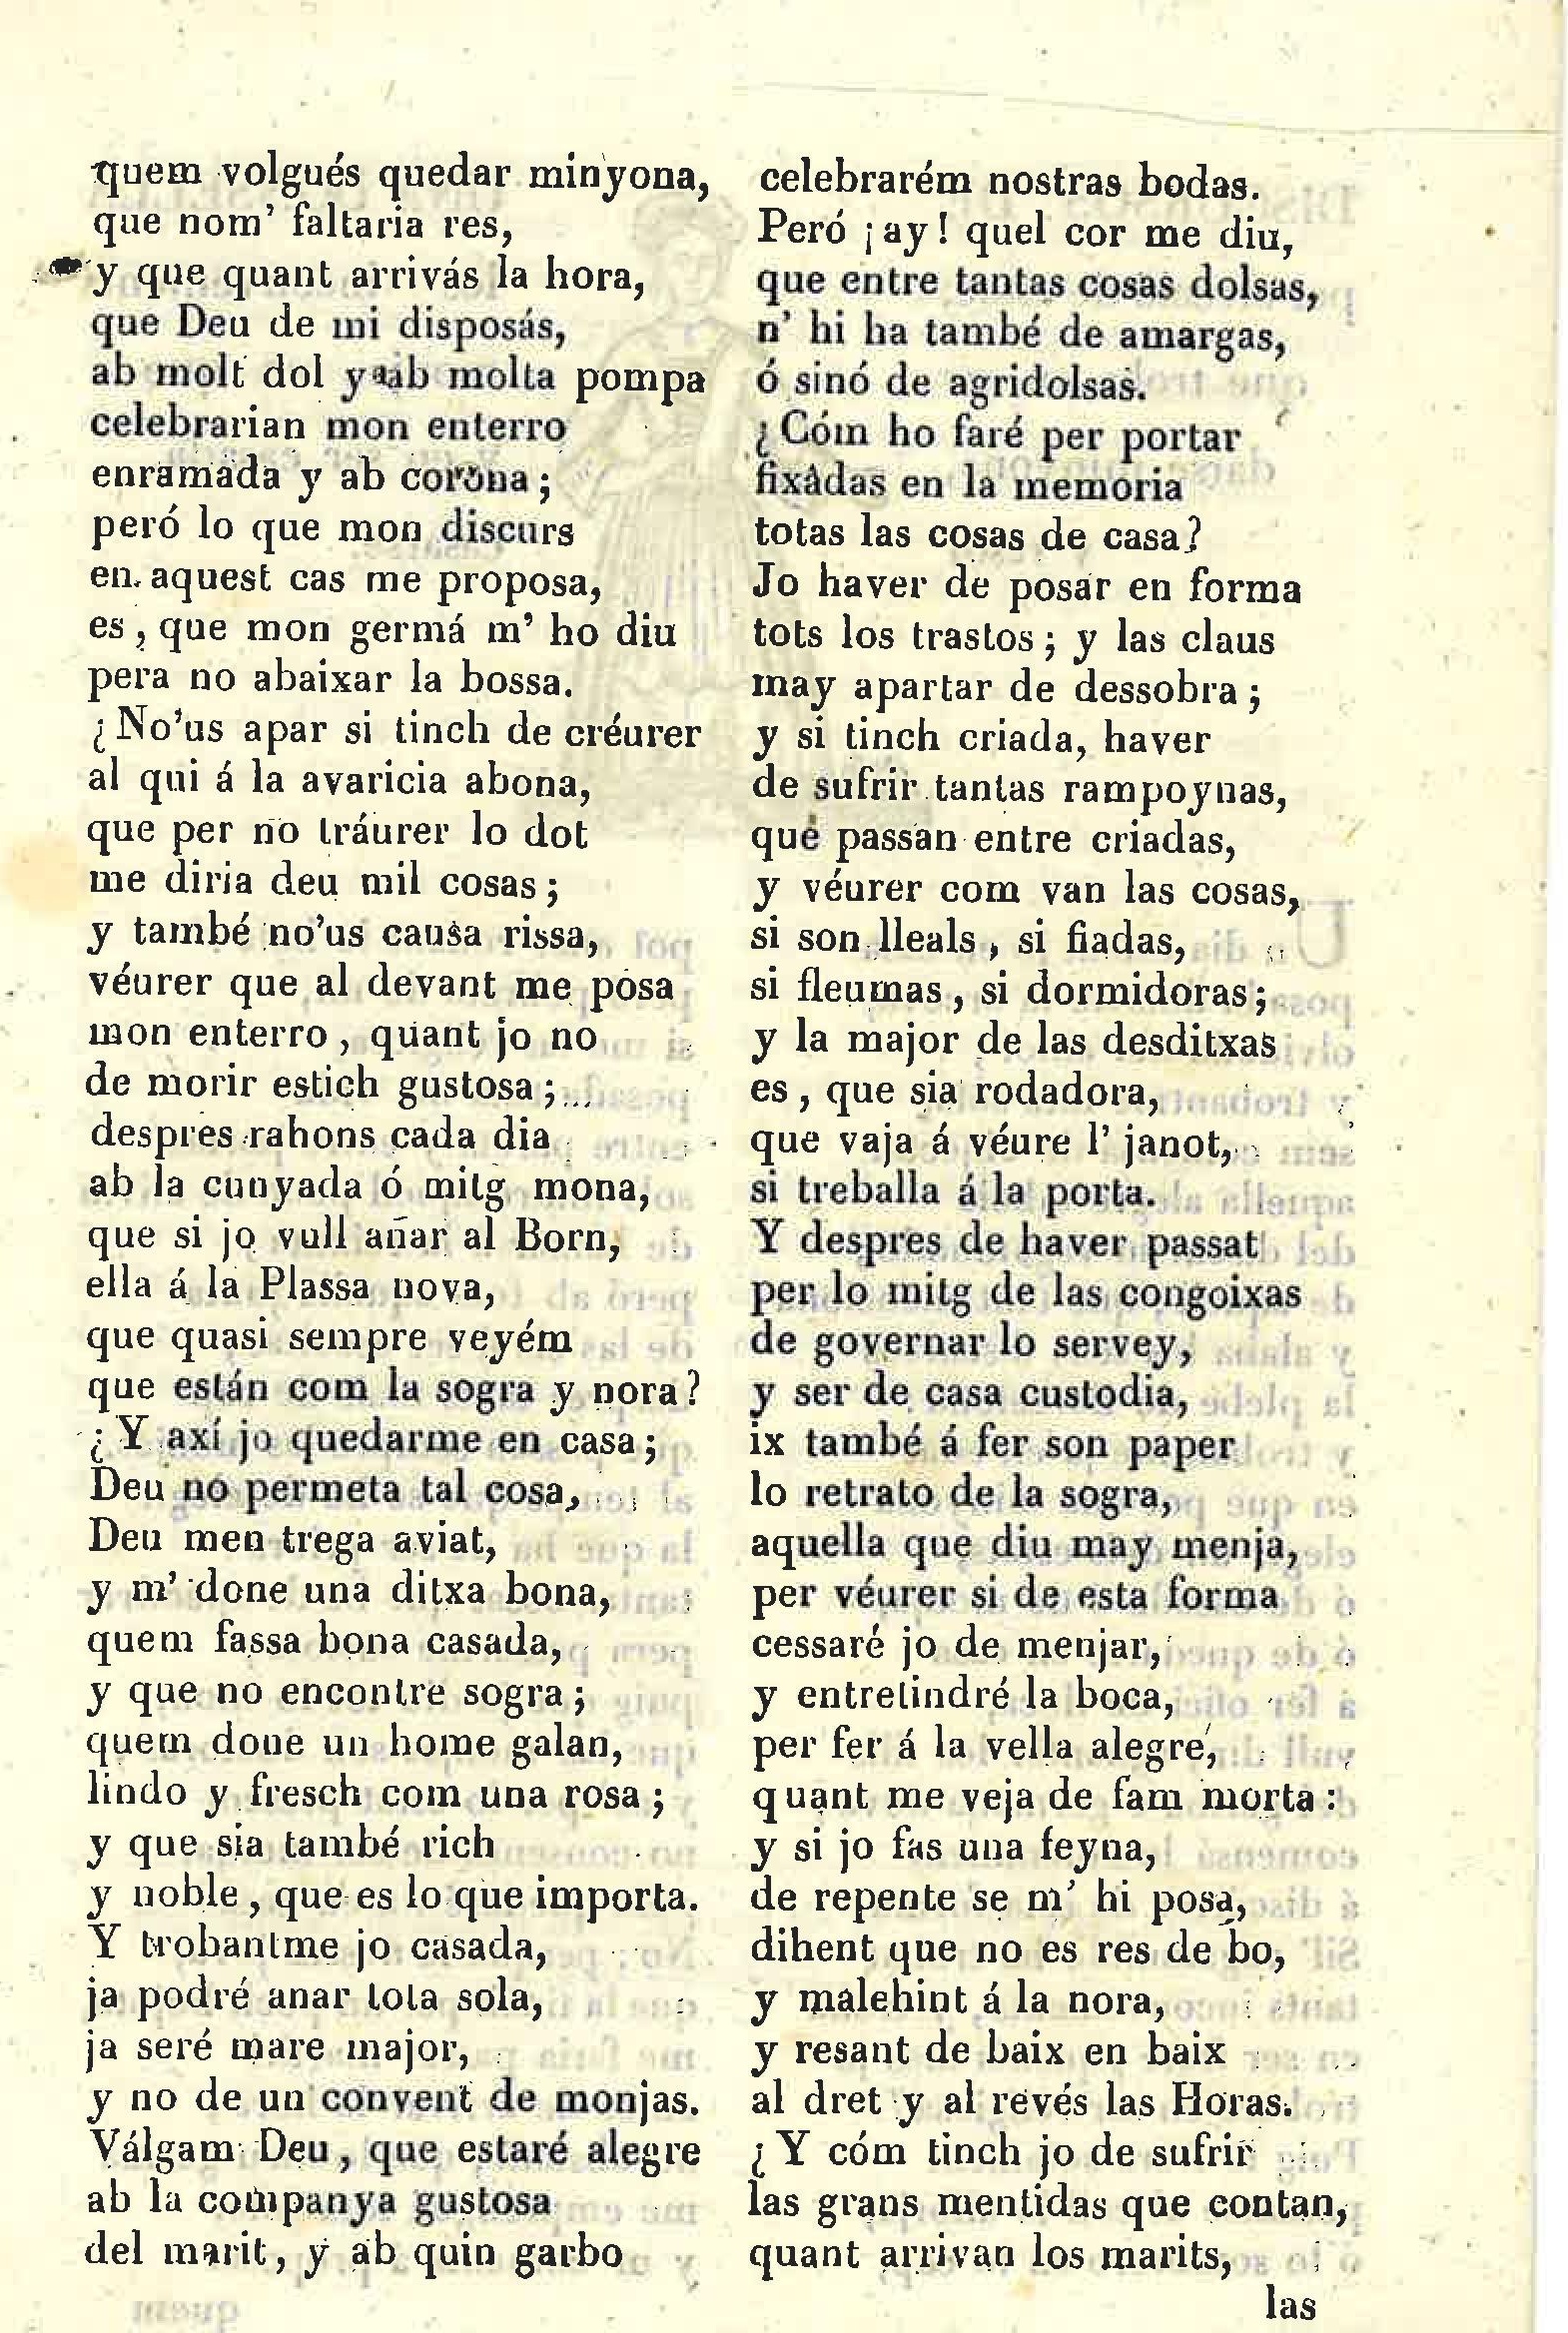 quem volgués quedar minyona,
que nom' faltaria res,
y que quant arrivás la hora,
que Deu de mi disposás,
ab molt dol y ab molta pompa
celebrarian mon enterro
enramada y ab corona;
peró lo que mon discurs
en aquest cas me proposa,
es, que mon germá m' ho diu
pera no abaixar la bossa.
¿No'us apar si tinch de créurer
al qui á la avaricia abona,
que per no tráurer lo dot
me diria deu mil cosas;
y també no'us causa rissa,
véurer que al devant me posa
mon enterro, quant jo no
de morir estich gustosa;
despres rahons cada dia
ab la cunyada ó mitg mona,
que si jo vull añar al Born,
ella á la Plassa nova,
que quasi sempre veyém
que están com la sogra y nora?
¿Y axí jo quedarme en casa;
Deu no permeta tal cosa,
Deu men trega aviat,
y m' done una ditxa bona,
quem fassa bona casada,
y que no encontre sogra;
quem done un home galan,
lindo y fresch com una rosa;
y que sia també rich
y noble, que es lo que importa.
Y trobantme jo casada,
ja podré anar tota sola,
ja seré mare major,
y no de un convent de monjas.
Válgam Deu, que estaré alegre
ab la companya gustosa
del marit, y ab quin garbo
celebrarém nostras bodas.
Peró ¡ay! quel cor me diu,
que entre tantas cosas dolsas,
n' hi ha també de amargas,
ó sinó de agridolsas.
¿Cóm ho faré per portar
fixádas en la memoria
totas las cosas de casa?
Jo haver de posar en forma
tots los trastos; y las claus
may apartar de dessobra;
y si tinch criada, haver
de sufrir tantas rampoynas,
que passan entre criadas,
y véurer com van las cosas,
si son lleals, si fiadas,
si fleumas, si dormidoras;
y la major de las desditxas
es, que sia rodadora,
que vaja á véure l' janot,
si treballa á la porta.
Y despres de haver passat
per lo mitg de las congoixas
de governar lo servey,
y ser de casa custodia,
ix també á fer son paper
lo retrato de la sogra,
aquella que diu may menja,
per véurer si de esta forma
cessaré jo de menjar,
y entretindré la boca,
per fer á la vella alegre,
quant me veja de fam morta:
y si jo fas una feyna,
de repente se m' hi posa,
dihent que no es res de bo,
y malehint á la nora,
y resant de baix en baix
al dret y al revés las Horas.
¿Y cóm tinch jo de sufrir
las grans mentidas que contan,
quant arrivan los marits,
las